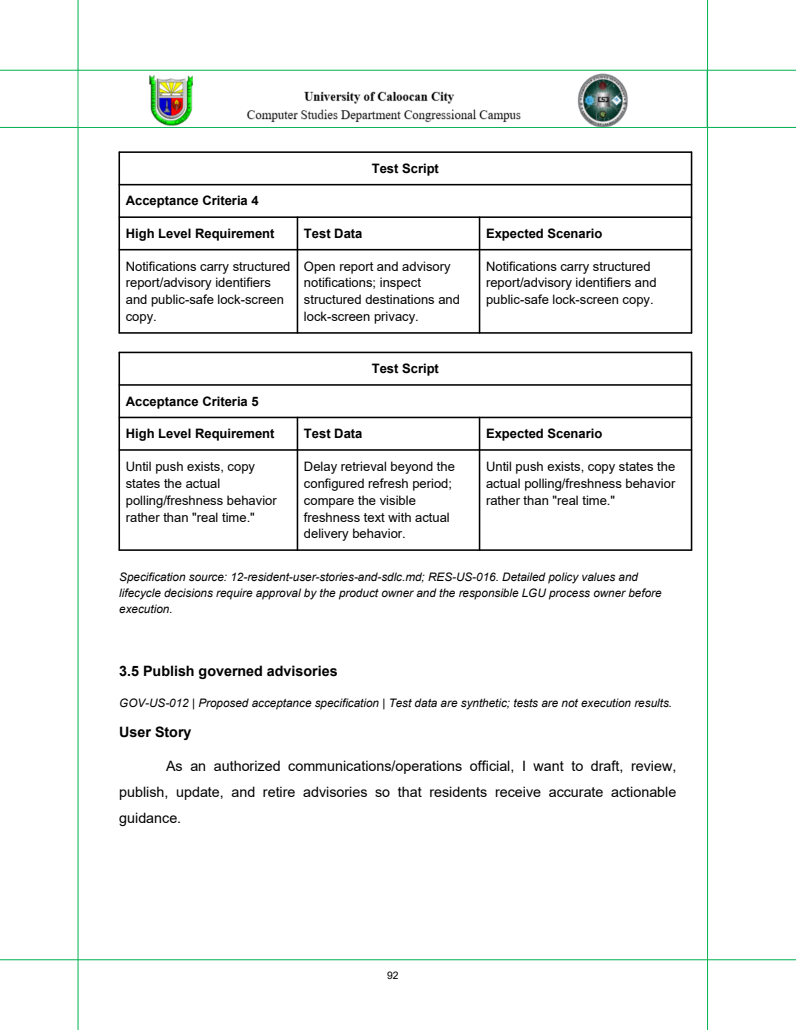 University of Caloocan City
Computer Studies Department Congressional Campus
Test Script
Acceptance Criteria 4
High Level Requirement Test Data Expected Scenario
Notifications carry structured
report/advisory identifiers
and public-safe lock-screen
copy.
Open report and advisory
notifications; inspect
structured destinations and
lock-screen privacy.
Notifications carry structured
report/advisory identifiers and
public-safe lock-screen copy.
Test Script
Acceptance Criteria 5
High Level Requirement Test Data Expected Scenario
Until push exists, copy
states the actual
polling/freshness behavior
rather than "real time."
Delay retrieval beyond the
configured refresh period;
compare the visible
freshness text with actual
delivery behavior.
Until push exists, copy states the
actual polling/freshness behavior
rather than "real time."
Specification source: 12-resident-user-stories-and-sdlc.md; RES-US-016. Detailed policy values and
lifecycle decisions require approval by the product owner and the responsible LGU process owner before
execution.
3.5 Publish governed advisories
GOV-US-012 | Proposed acceptance specification | Test data are synthetic; tests are not execution results.
User Story
As an authorized communications/operations official, I want to draft, review,
publish, update, and retire advisories so that residents receive accurate actionable
guidance.
92